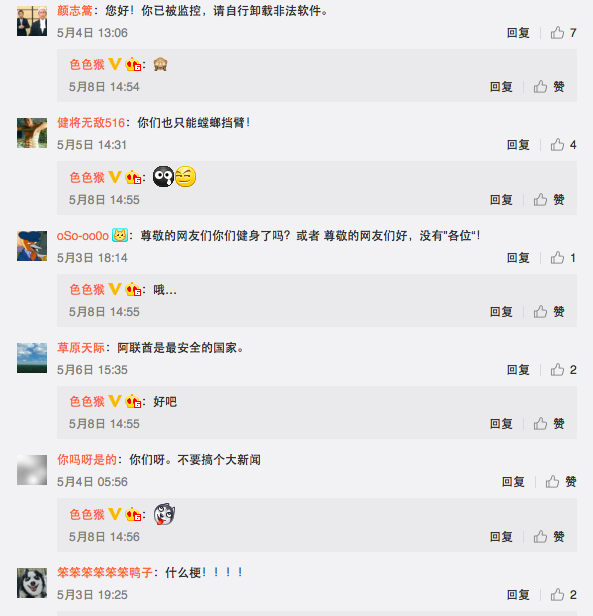 颜志篙：您好！你已被监控，请自行卸载非法软件。
5月4日 13:06 回复 7
色色猴 V ：
5月8日 14:54 回复 赞
健将无敌516：你们也只能螳螂挡臂！
5月5日 14:31 回复 4
色色猴 V ：
5月8日 14:55 回复 赞
oSo-oo0o ：尊敬的网友们你们健身了吗？或者 尊敬的网友们好，没有"各位"！
5月3日 18:14 回复 1
色色猴 V ：哦...
5月8日 14:55 回复 赞
草原天际：阿联酋是最安全的国家。
5月6日 15:35 回复 2
色色猴 V ：好吧
5月8日 14:55 回复 赞
你吗呀是的：你们呀。不要搞个大新闻
5月4日 05:56 回复 赞
色色猴 V ：
5月8日 14:56 回复 赞
笨笨笨笨笨笨鸭子：什么梗！！！！
5月3日 19:25 回复 2